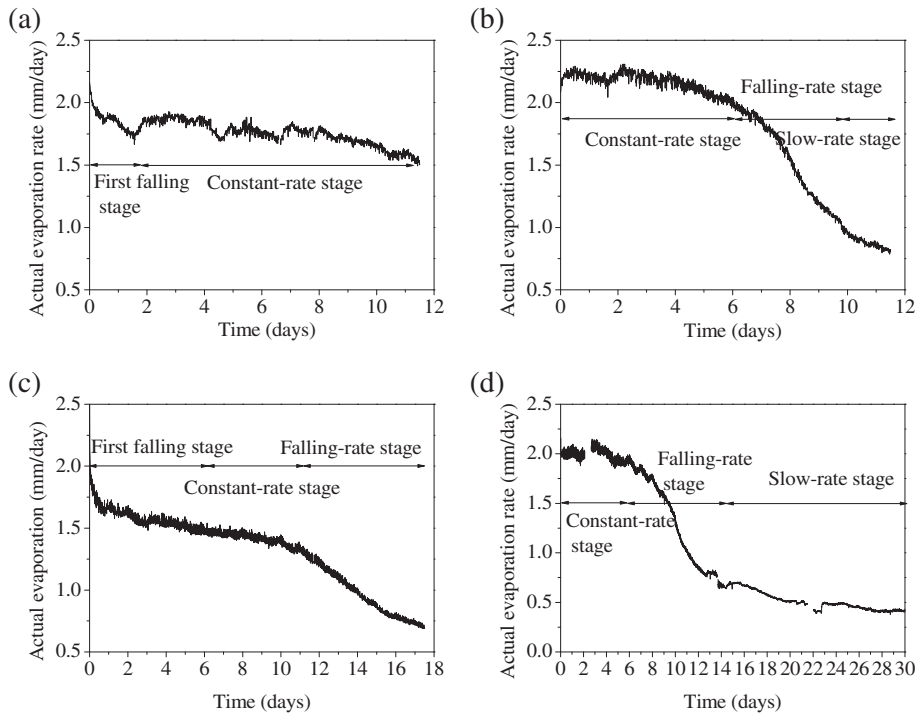 (a)
Actual evaporation rate (mm/day)
2.5
2.0
1.5
1.0
0.5
First falling
stage
Constant-rate stage
0 2 4 6 8 10 12
Time (days)
(b)
Actual evaporation rate (mm/day)
2.5
2.0
1.5
1.0
0.5
Falling-rate stage
Constant-rate stage
Slow-rate stage
0 2 4 6 8 10 12
Time (days)
(c)
Actual evaporation (mm/day)
2.5
2.0
1.5
1.0
0.5
First falling stage
Falling-rate stage
Constant-rate stage
0 2 4 6 8 10 12 14 16 18
Time (days)
(d)
Actual evaporation rate (mm/day)
2.5
2.0
1.5
1.0
0.5
0.0
Falling-rate
stage
Slow-rate stage
Constant-rate
stage
0 2 4 6 8 10 12 14 16 18 20 22 24 26 28 30
Time (days)